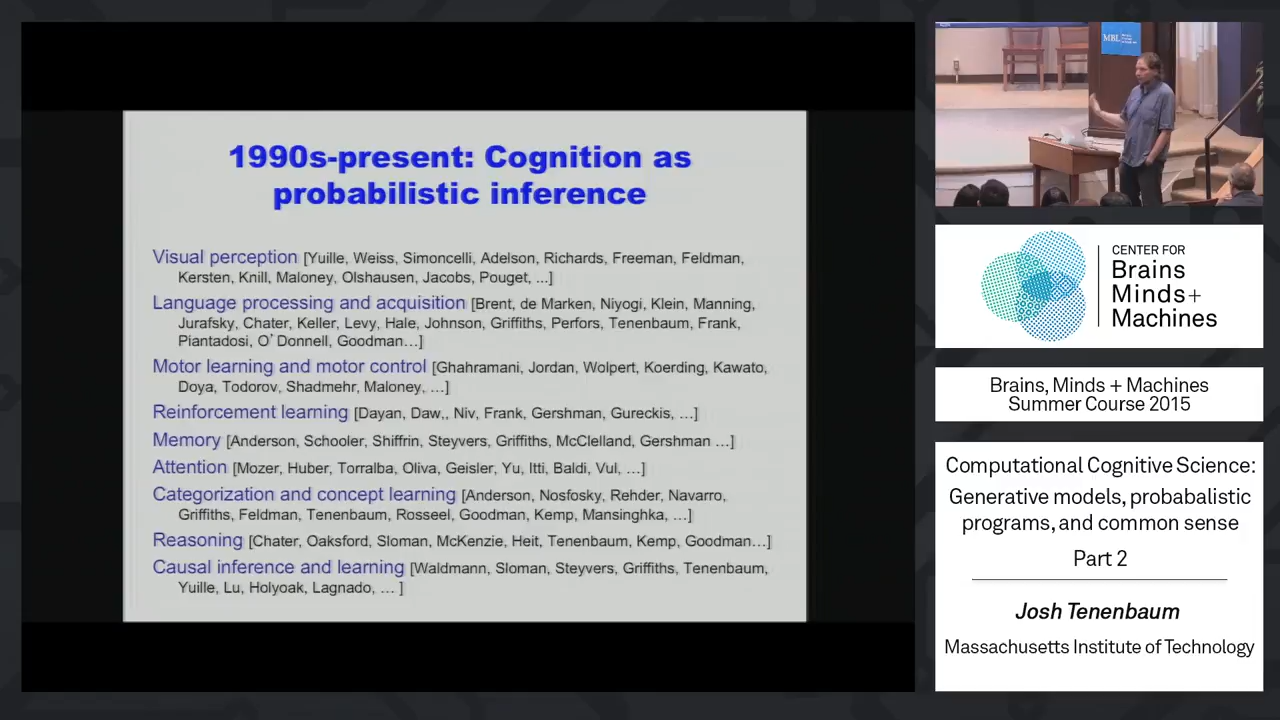 1990s-present: Cognition as
probabilistic inference
Visual perception [Yuille, Weiss, Simoncelli, Adelson, Richards, Freeman, Feldman,
Kersten, Knill, Maloney, Olshausen, Jacobs, Pouget, ...]
Language processing and acquisition [Brent, de Marken, Niyogi, Klein, Manning,
Jurafsky, Chater, Keller, Levy, Hale, Johnson, Griffiths, Perfors, Tenenbaum, Frank,
Piantadosi, O'Donnell, Goodman…]
Motor learning and motor control [Ghahramani, Jordan, Wolpert, Koerding, Kawato,
Doya, Todorov, Shadmehr, Maloney, …]
Reinforcement learning [Dayan, Daw,, Niv, Frank, Gershman, Gureckis, …]
Memory [Anderson, Schooler, Shiffrin, Steyvers, Griffiths, McClelland, Gershman …]
Attention [Mozer, Huber, Torralba, Oliva, Geisler, Yu, Itti, Baldi, Vul, …]
Categorization and concept learning [Anderson, Nosfosky, Rehder, Navarro,
Griffiths, Feldman, Tenenbaum, Rosseel, Goodman, Kemp, Mansinghka, …]
Reasoning [Chater, Oaksford, Sloman, McKenzie, Heit, Tenenbaum, Kemp, Goodman…]
Causal inference and learning [Waldmann, Sloman, Steyvers, Griffiths, Tenenbaum,
Yuille, Lu, Holyoak, Lagnado, … ]
MBL
CENTER FOR
Brains
Minds+
Machines
Brains, Minds + Machines
Summer Course 2015
Computational Cognitive Science:
Generative models, probabalistic
programs, and common sense
Part 2
Josh Tenenbaum
Massachusetts Institute of Technology